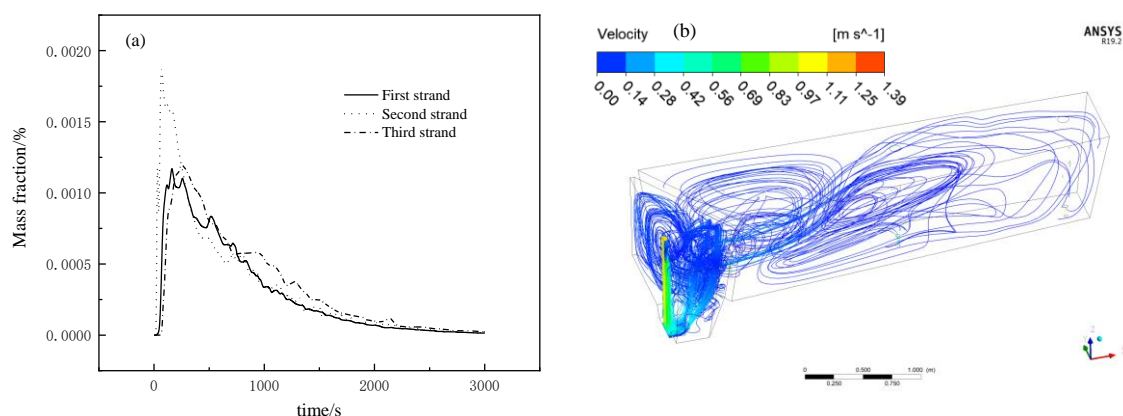 (a)
0.0020
0.0015
0.0010
0.0005
0.0000
Mass fraction/%
First strand
Second strand
Third strand
0 1000 2000 3000
time/s
(b)
Velocity [m s^-1]
0.00 0.14 0.28 0.42 0.56 0.69 0.83 0.97 1.11 1.25 1.39
ANSYS
R19.2
0 0.500 1.000 (m)
0.250 0.750
Z